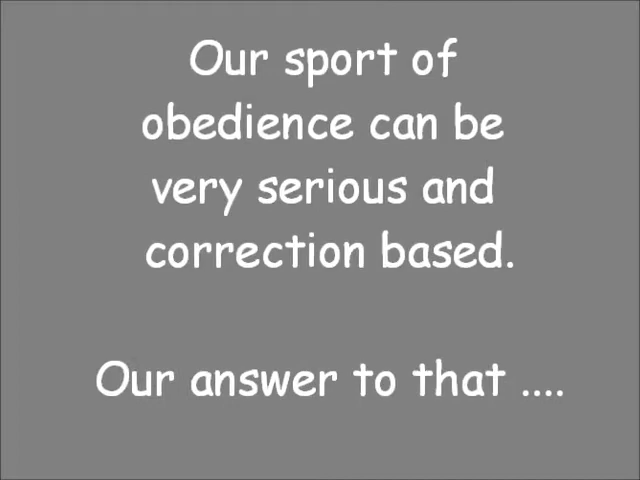 Our sport of
obedience can be
very serious and
correction based.
Our answer to that ....